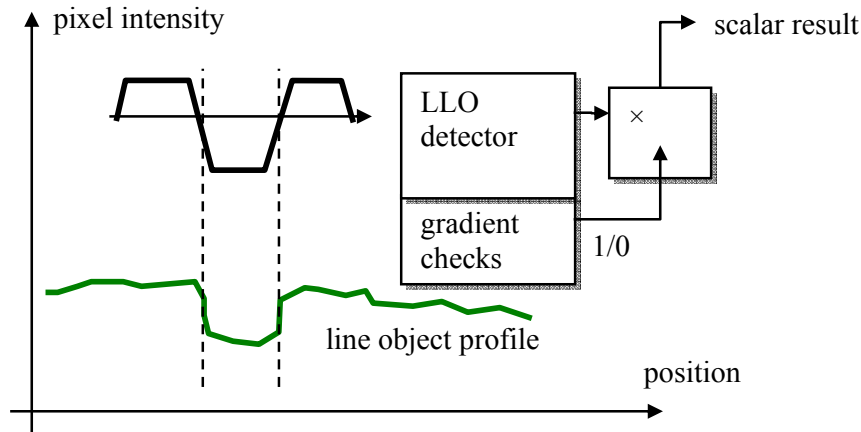 pixel intensity
scalar result
LLO
detector
×
gradient
checks
1/0
line object profile
position